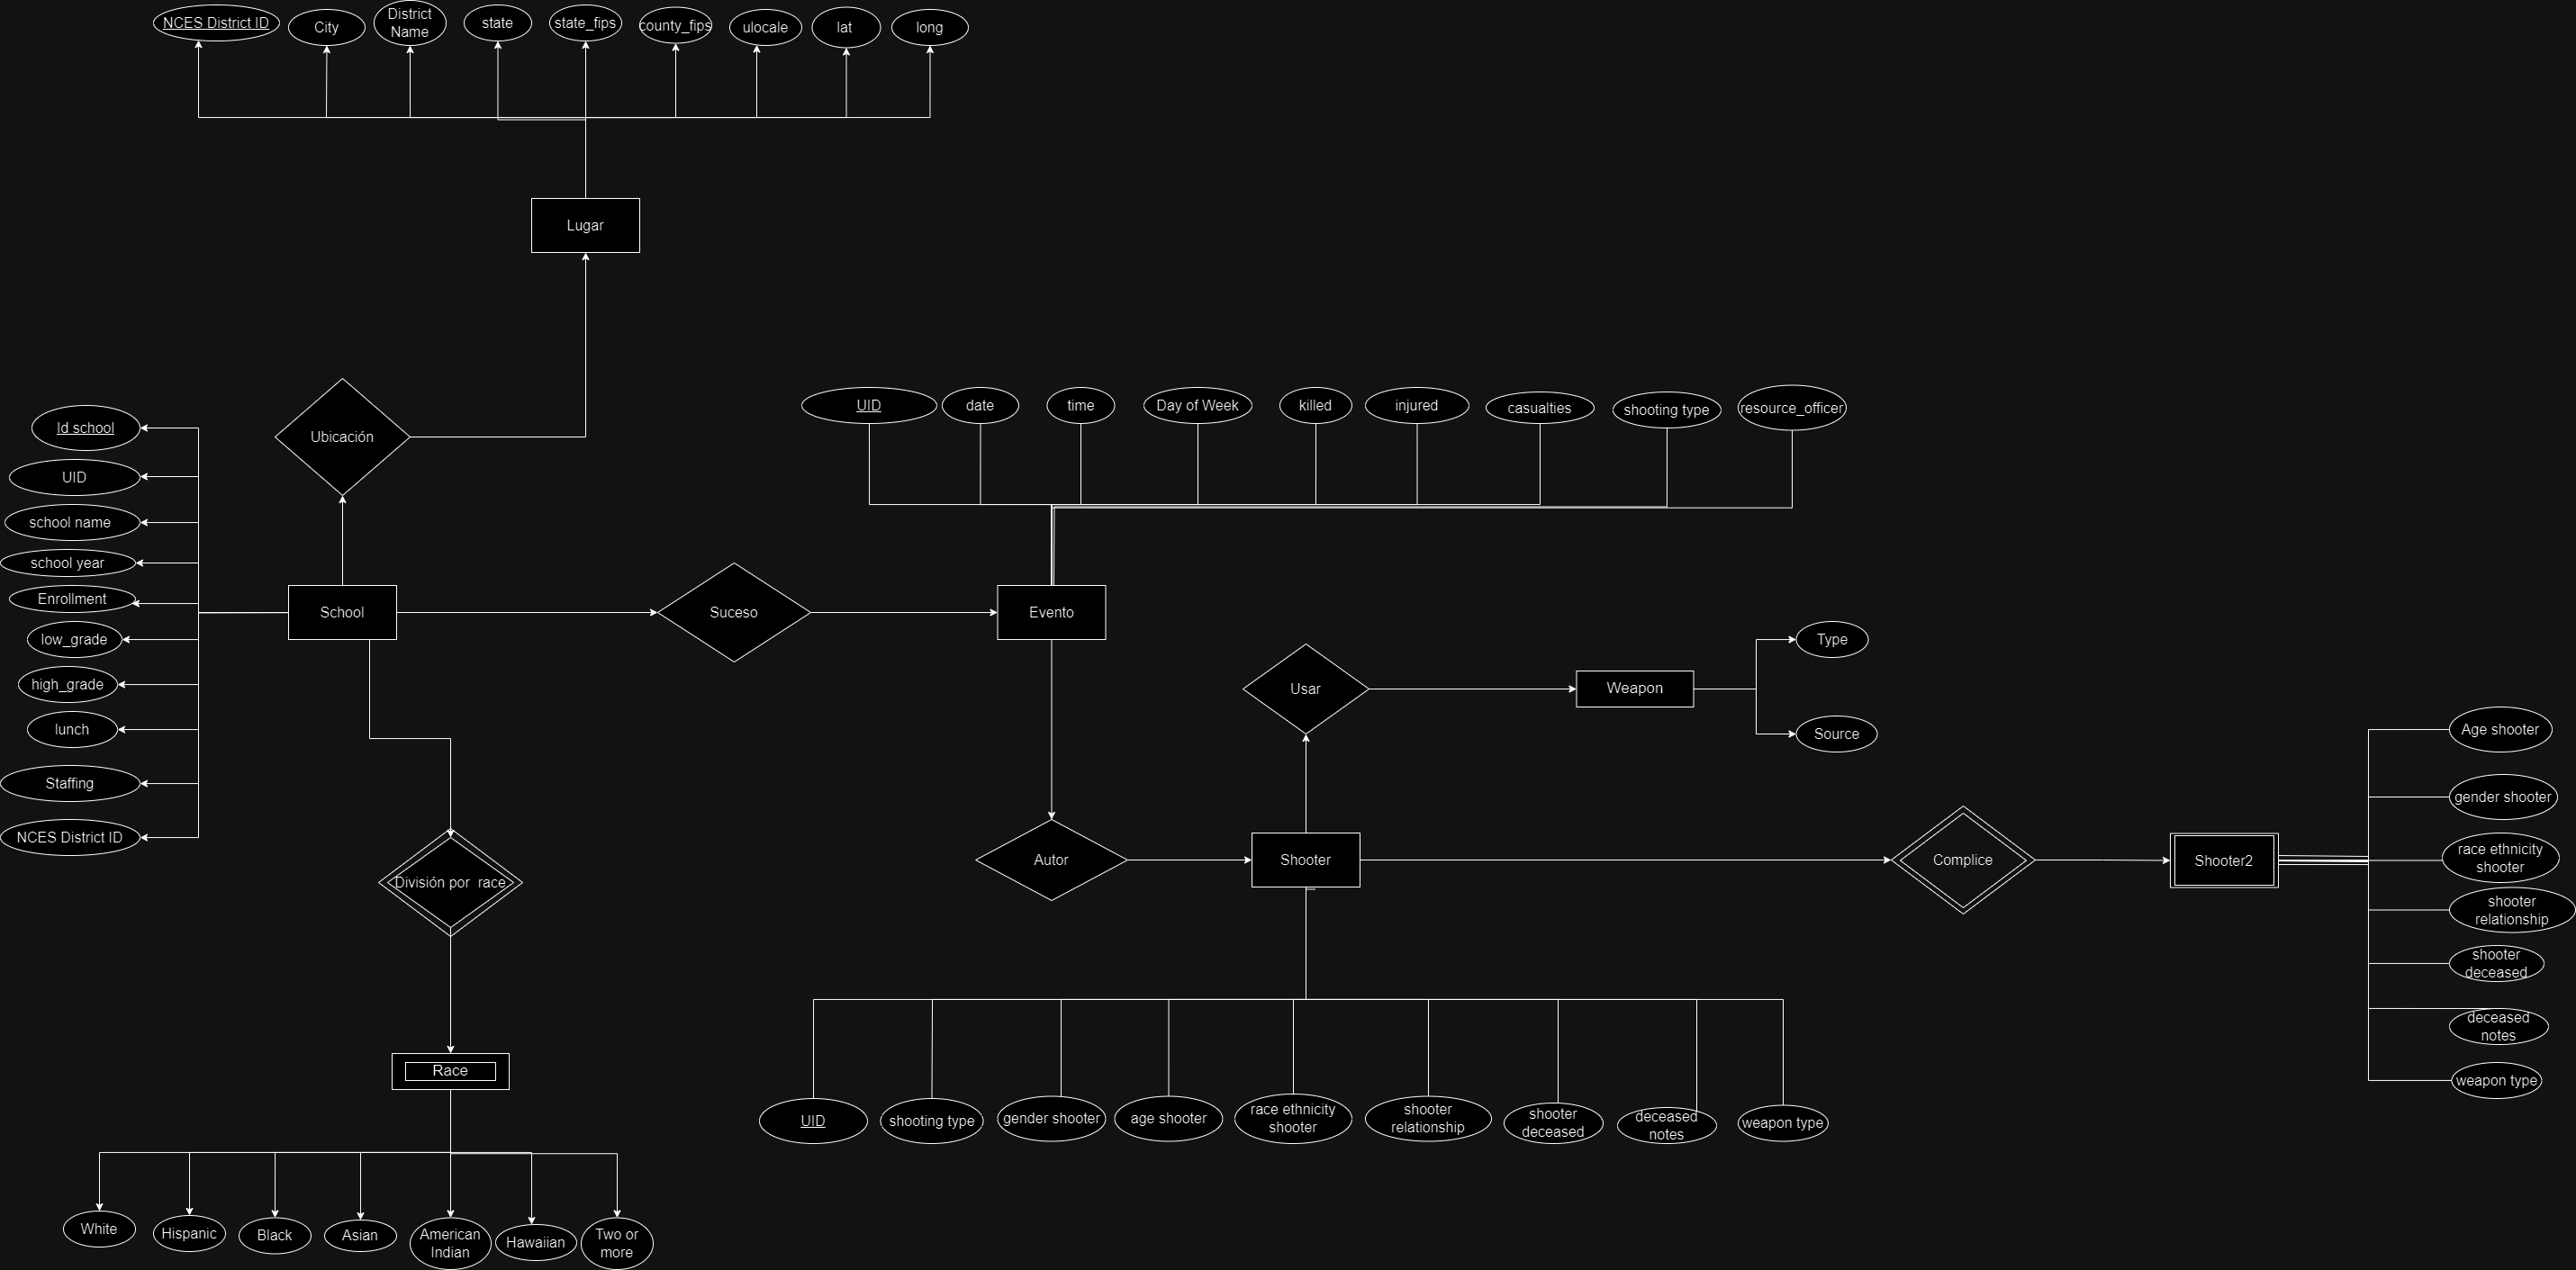 NCES District ID
City
District
Name
state
state_fips
county_fips
ulocale
lat
long
Lugar
Ubicación
Id school
UID
school name
school year
Enrollment
low_grade
high_grade
lunch
Staffing
NCES District ID
School
Suceso
UID
date
time
Day of Week
killed
injured
casualties
shooting type
resource_officer
Evento
Usar
Weapon
Type
Source
Autor
Shooter
Complice
Shooter2
Age shooter
gender shooter
race ethnicity
shooter
shooter
relationship
shooter
deceased
deceased
notes
weapon type
División por  race
Race
UID
shooting type
gender shooter
age shooter
race ethnicity
shooter
shooter
relationship
shooter
deceased
deceased
notes
weapon type
White
Hispanic
Black
Asian
American
Indian
Hawaiian
Two or
more